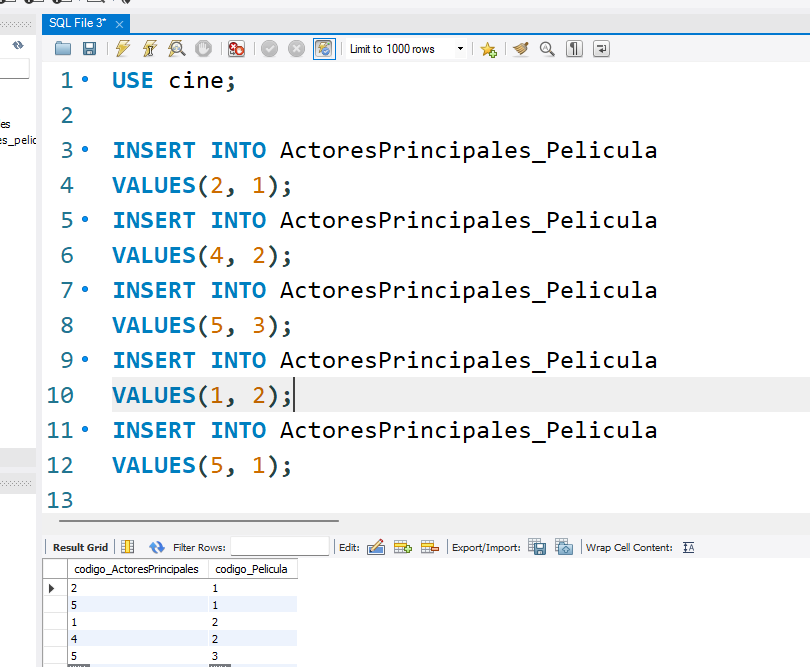 SQL File 3*
Limit to 1000 rows
es
es_pelic
1 USE cine;
2
3 INSERT INTO ActoresPrincipales_Pelicula
4 VALUES(2, 1);
5 INSERT INTO ActoresPrincipales_Pelicula
6 VALUES(4, 2);
7 INSERT INTO ActoresPrincipales_Pelicula
8 VALUES(5, 3);
9 INSERT INTO ActoresPrincipales_Pelicula
10 VALUES(1, 2);
11 INSERT INTO ActoresPrincipales_Pelicula
12 VALUES(5, 1);
13
Result Grid Filter Rows: Edit: Export/Import: Wrap Cell Content:
codigo_ActoresPrincipales codigo_Pelicula
2 1
5 1
1 2
4 2
5 3